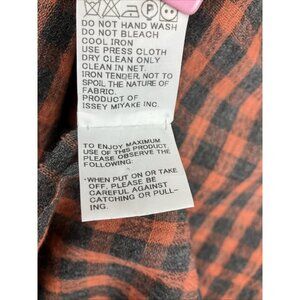 P
DO NOT HAND WASH
DO NOT BLEACH
COOL IRON
USE PRESS CLOTH
DRY CLEAN ONLY
CLEAN IN NET.
IRON TENDER, NOT TO
SPOIL THE NATURE OF
FABRIC.
PRODUCT OF
ISSEY MIYAKE INC.
TO ENJOY MAXIMUM
USE OF THIS PRODUCT
PLEASE OBSERVE THE
FOLLOWING:
·WHEN PUT ON OR TAKE
OFF, PLEASE BE
CAREFUL AGAINST
CATCHING OR PULL-
ING.